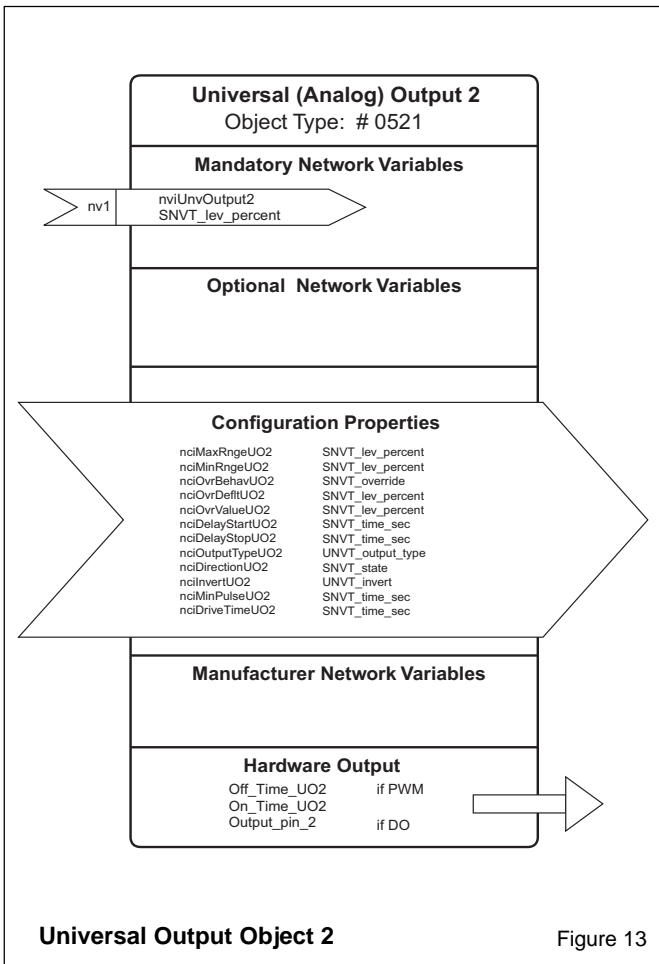 Universal (Analog) Output 2
Object Type: # 0521
Mandatory Network Variables
nv1 nviUnvOutput2
SNVT_lev_percent
Optional Network Variables
Configuration Properties
nciMaxRngeUO2 SNVT_lev_percent
nciMinRngeUO2 SNVT_lev_percent
nciOvrBehavUO2 SNVT_override
nciOvrDefltUO2 SNVT_lev_percent
nciOvrValueUO2 SNVT_lev_percent
nciDelayStartUO2 SNVT_time_sec
nciDelayStopUO2 SNVT_time_sec
nciOutputTypeUO2 UNVT_output_type
nciDirectionUO2 SNVT_state
nciInvertUO2 UNVT_invert
nciMinPulseUO2 SNVT_time_sec
nciDriveTimeUO2 SNVT_time_sec
Manufacturer Network Variables
Hardware Output
Off_Time_UO2 if PWM
On_Time_UO2
Output_pin_2 if DO
Universal Output Object 2 Figure 13